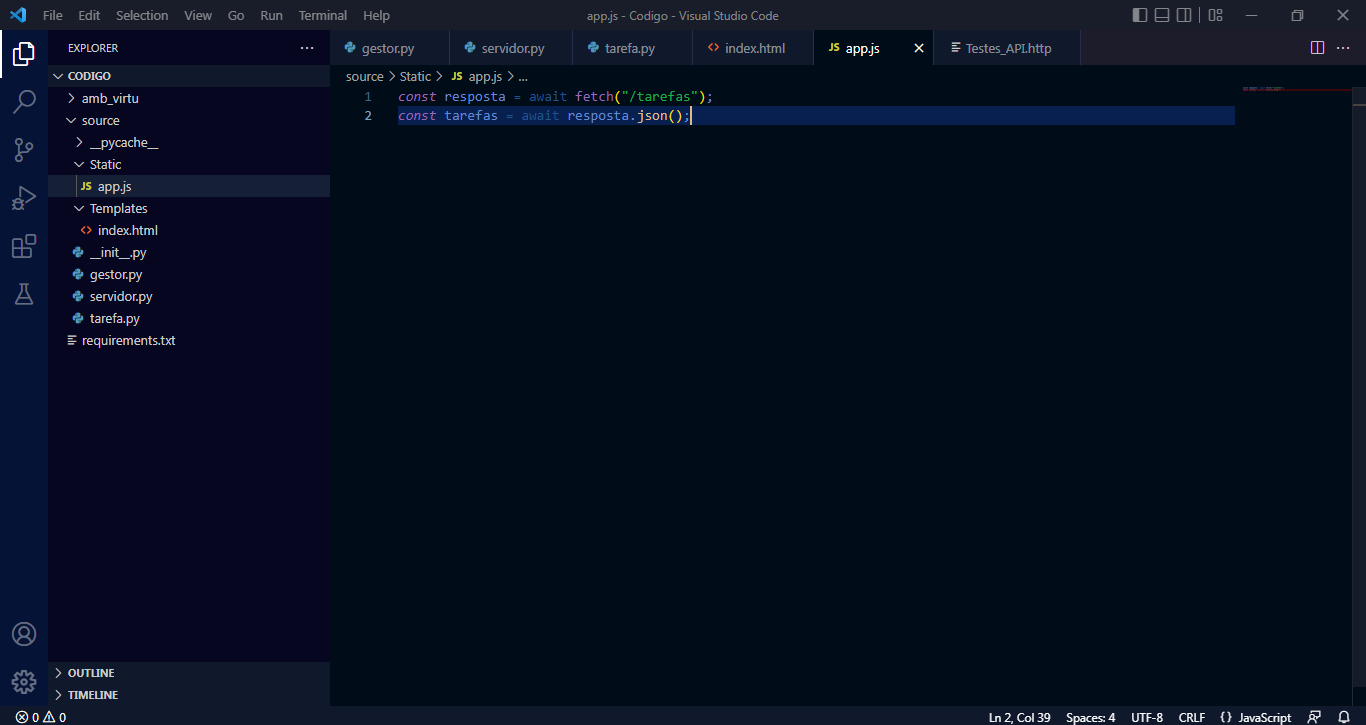 File Edit Selection View Go Run Terminal Help app.js - Codigo - Visual Studio Code
EXPLORER ...
gestor.py servidor.py tarefa.py index.html JS app.js Testes_API.http
CODIGO
source > Static > JS app.js > ...
amb_virtu
source
__pycache__
Static
JS app.js
Templates
index.html
__init__.py
gestor.py
servidor.py
tarefa.py
requirements.txt
1 const resposta = await fetch("/tarefas");
2 const tarefas = await resposta.json();
OUTLINE
TIMELINE
0 0 Ln 2, Col 39 Spaces: 4 UTF-8 CRLF {} JavaScript